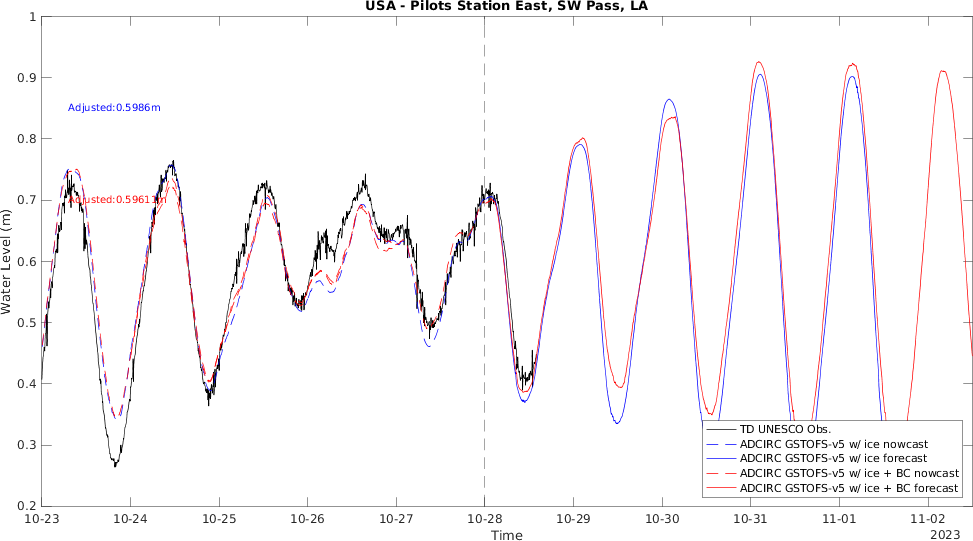 USA - Pilots Station East, SW Pass, LA
1
0.9
Adjusted:0.5986m
0.8
0.7
Adjusted:0.59611m
0.6
Water Level (m)
0.5
0.4
0.3
0.2
TD UNESCO Obs.
ADCIRC GSTOFS-v5 w/ ice nowcast
ADCIRC GSTOFS-v5 w/ ice forecast
ADCIRC GSTOFS-v5 w/ ice + BC nowcast
ADCIRC GSTOFS-v5 w/ ice + BC forecast
10-23 10-24 10-25 10-26 10-27 10-28 10-29 10-30 10-31 11-01 11-02
Time
2023